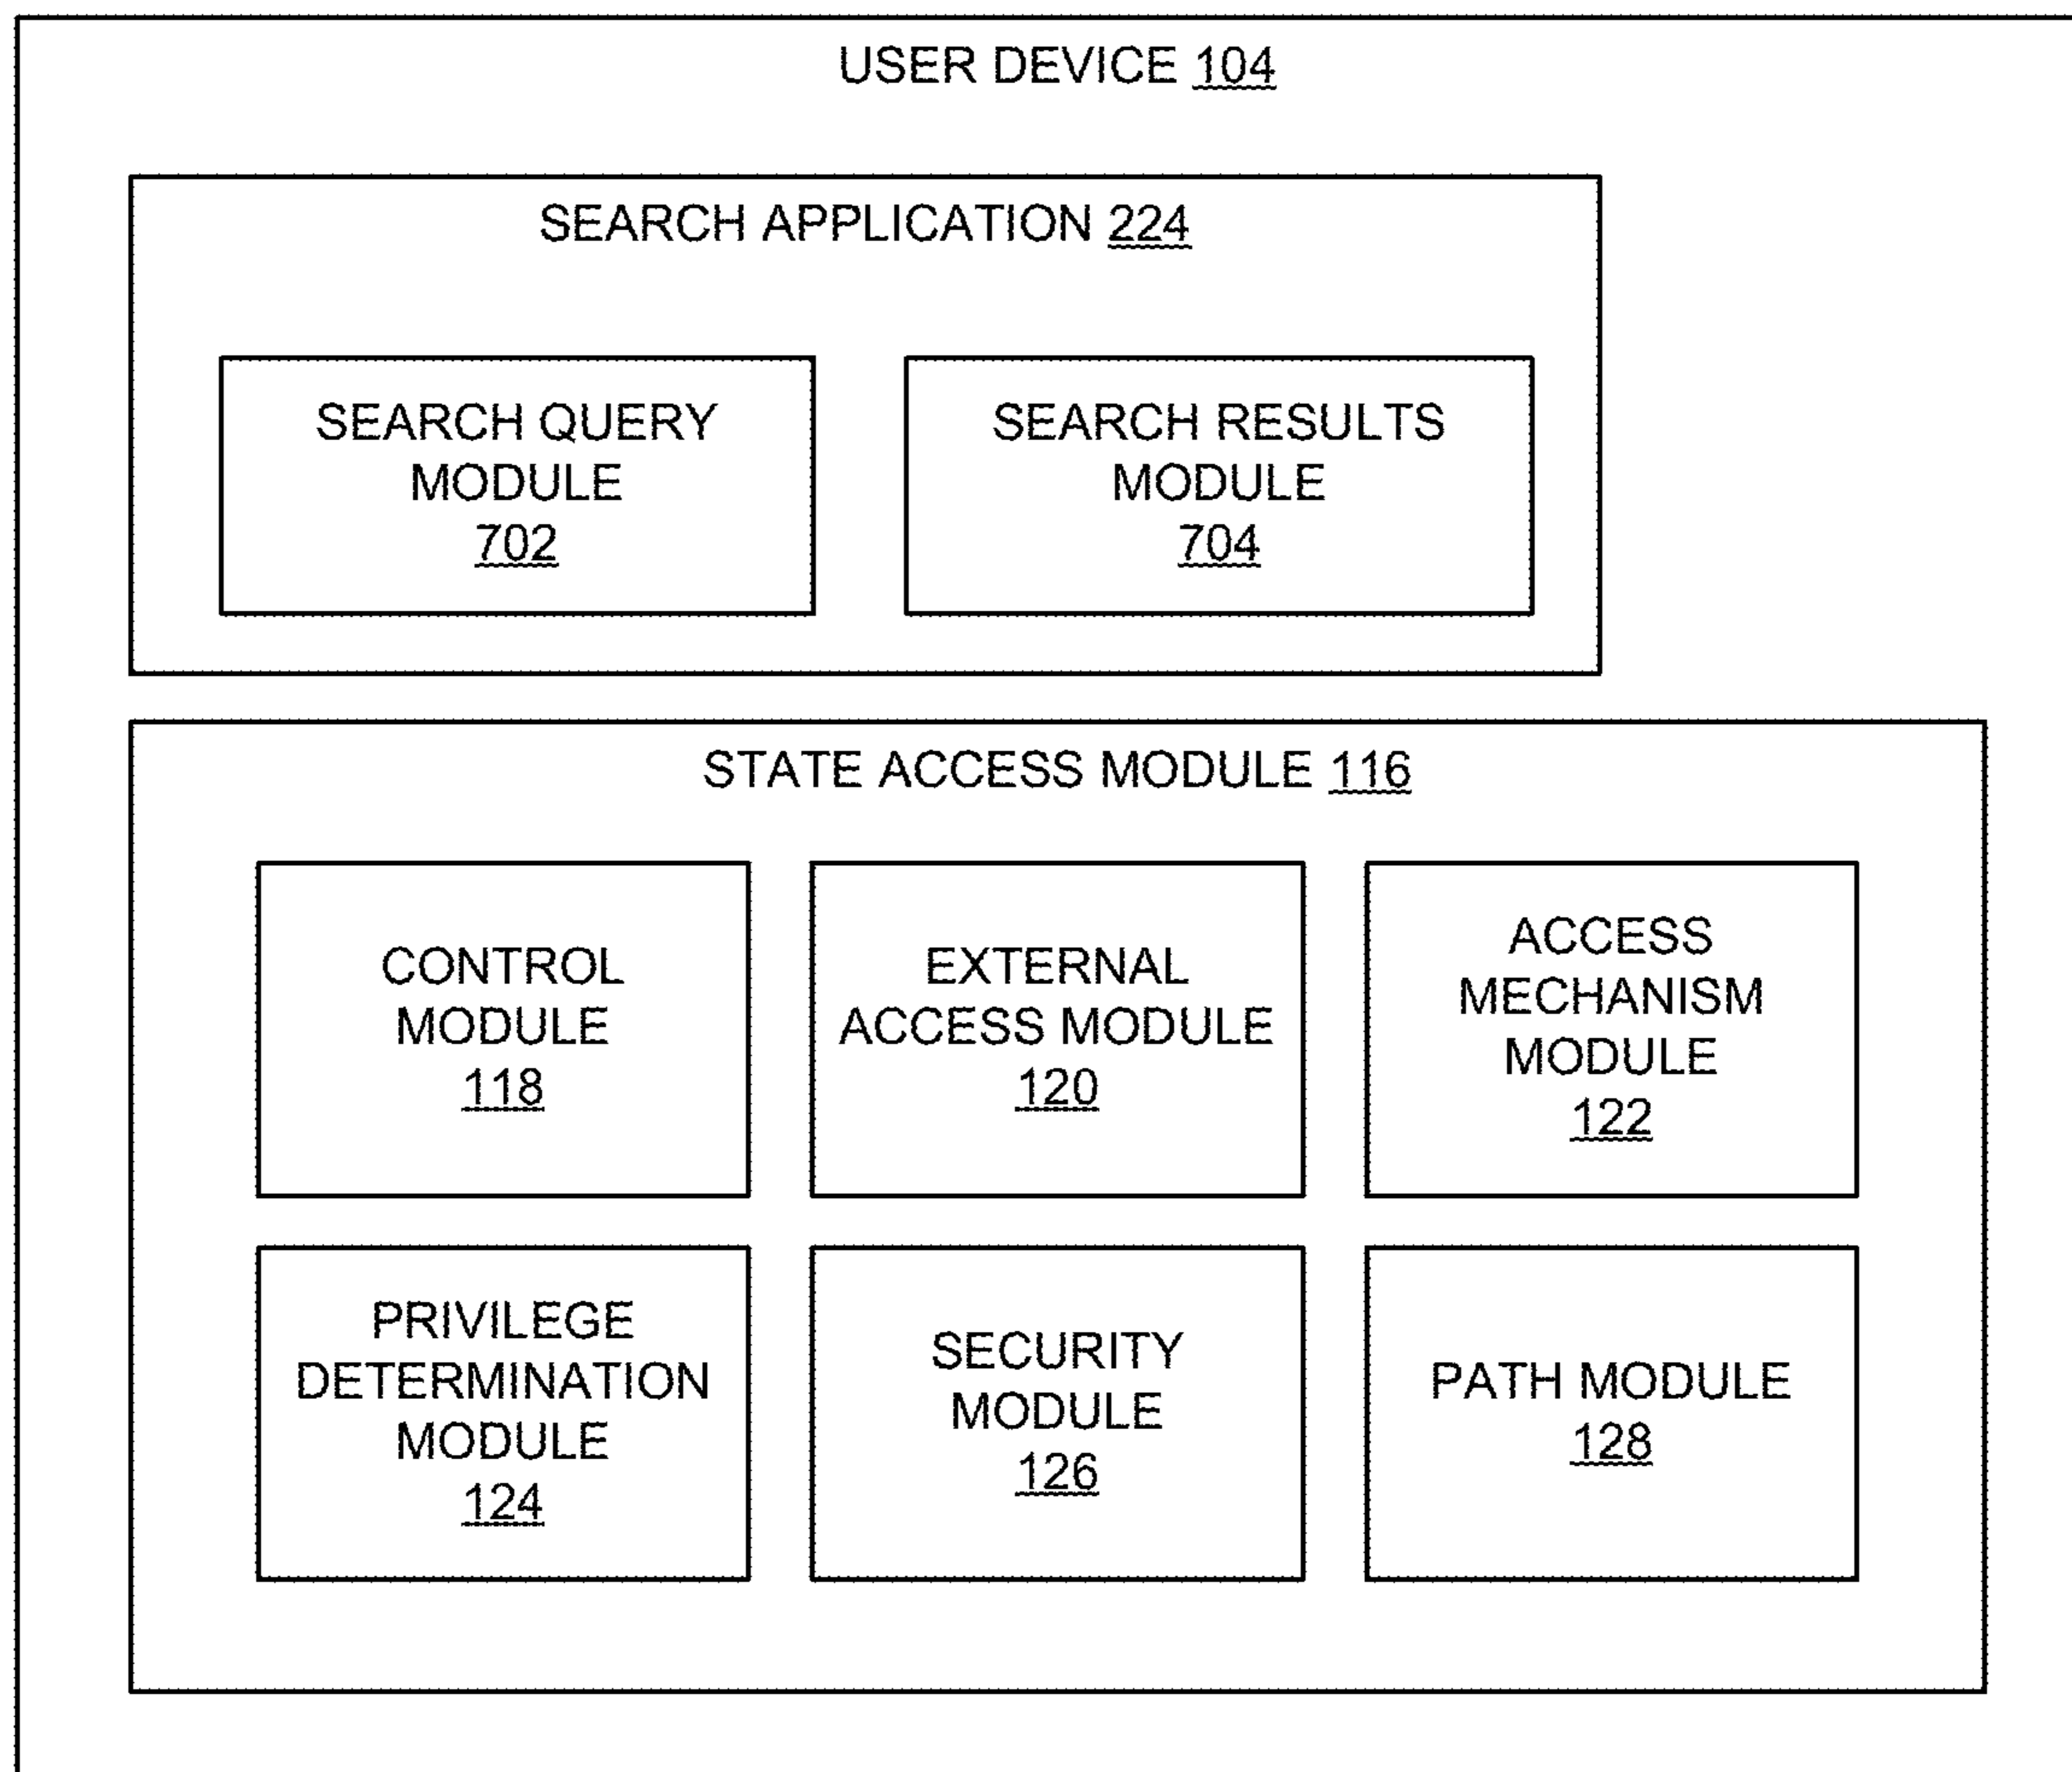 USER DEVICE 104
SEARCH APPLICATION 224
SEARCH QUERY
MODULE
702
SEARCH RESULTS
MODULE
704
STATE ACCESS MODULE 116
CONTROL
MODULE
118
EXTERNAL
ACCESS MODULE
120
ACCESS
MECHANISM
MODULE
122
PRIVILEGE
DETERMINATION
MODULE
124
SECURITY
MODULE
126
PATH MODULE
128